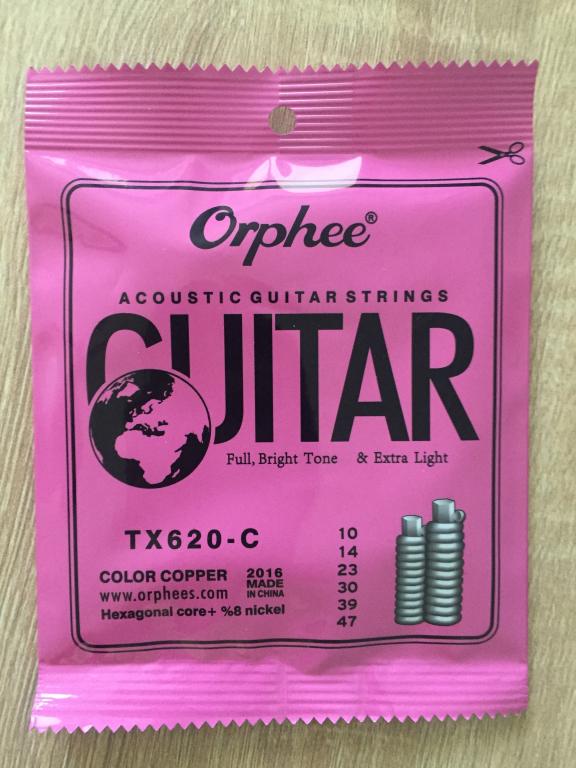 Orphee®
ACOUSTIC GUITAR STRINGS
GUITAR
Full, Bright Tone & Extra Light
TX620-C
COLOR COPPER
www.orphees.com
Hexagonal core+ %8 nickel
2016
MADE
IN CHINA
10
14
23
30
39
47